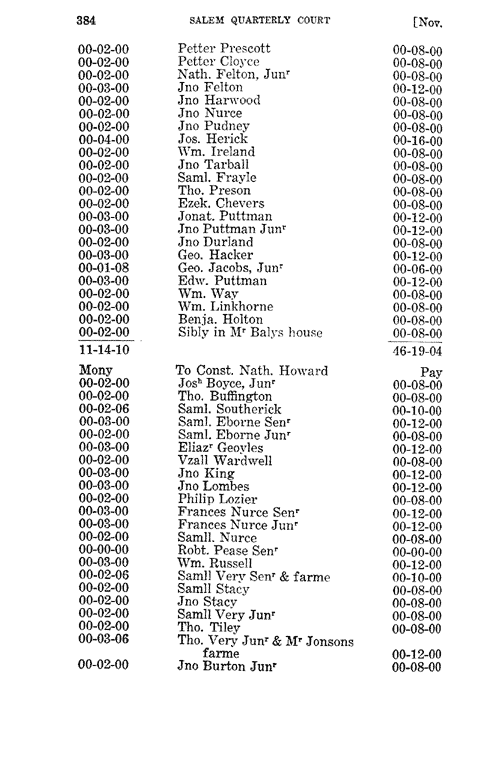 384 SALEM QUARTERLY COURT [Nov.
00-02-00 Petter Prescott 00-08-00
00-02-00 Petter Cloyce 00-08-00
00-02-00 Nath. Felton, Junʳ 00-08-00
00-03-00 Jno Felton 00-12-00
00-02-00 Jno Harwood 00-08-00
00-02-00 Jno Nurce 00-08-00
00-02-00 Jno Pudney 00-08-00
00-04-00 Jos. Herick 00-16-00
00-02-00 Wm. Ireland 00-08-00
00-02-00 Jno Tarball 00-08-00
00-02-00 Saml. Frayle 00-08-00
00-02-00 Tho. Preson 00-08-00
00-02-00 Ezek. Chevers 00-08-00
00-03-00 Jonat. Puttman 00-12-00
00-03-00 Jno Puttman Junʳ 00-12-00
00-02-00 Jno Durland 00-08-00
00-03-00 Geo. Hacker 00-12-00
00-01-08 Geo. Jacobs, Junʳ 00-06-00
00-03-00 Edw. Puttman 00-12-00
00-02-00 Wm. Way 00-08-00
00-02-00 Wm. Linkhorne 00-08-00
00-02-00 Benja. Holton 00-08-00
00-02-00 Sibly in Mʳ Balys house 00-08-00
11-14-10 46-19-04
Mony To Const. Nath. Howard Pay
00-02-00 Josʰ Boyce, Junʳ 00-08-00
00-02-00 Tho. Buffington 00-08-00
00-02-06 Saml. Southerick 00-10-00
00-03-00 Saml. Eborne Senʳ 00-12-00
00-02-00 Saml. Eborne Junʳ 00-08-00
00-03-00 Eliazʳ Geoyles 00-12-00
00-02-00 Vzall Wardwell 00-08-00
00-03-00 Jno King 00-12-00
00-03-00 Jno Lombes 00-12-00
00-02-00 Philip Lozier 00-08-00
00-03-00 Frances Nurce Senʳ 00-12-00
00-03-00 Frances Nurce Junʳ 00-12-00
00-02-00 Samll. Nurce 00-08-00
00-00-00 Robt. Pease Senʳ 00-00-00
00-03-00 Wm. Russell 00-12-00
00-02-06 Samll Very Senʳ & farme 00-10-00
00-02-00 Samll Stacy 00-08-00
00-02-00 Jno Stacy 00-08-00
00-02-00 Samll Very Junʳ 00-08-00
00-02-00 Tho. Tiley 00-08-00
00-03-06 Tho. Very Junʳ & Mʳ Jonsons
farme 00-12-00
00-02-00 Jno Burton Junʳ 00-08-00